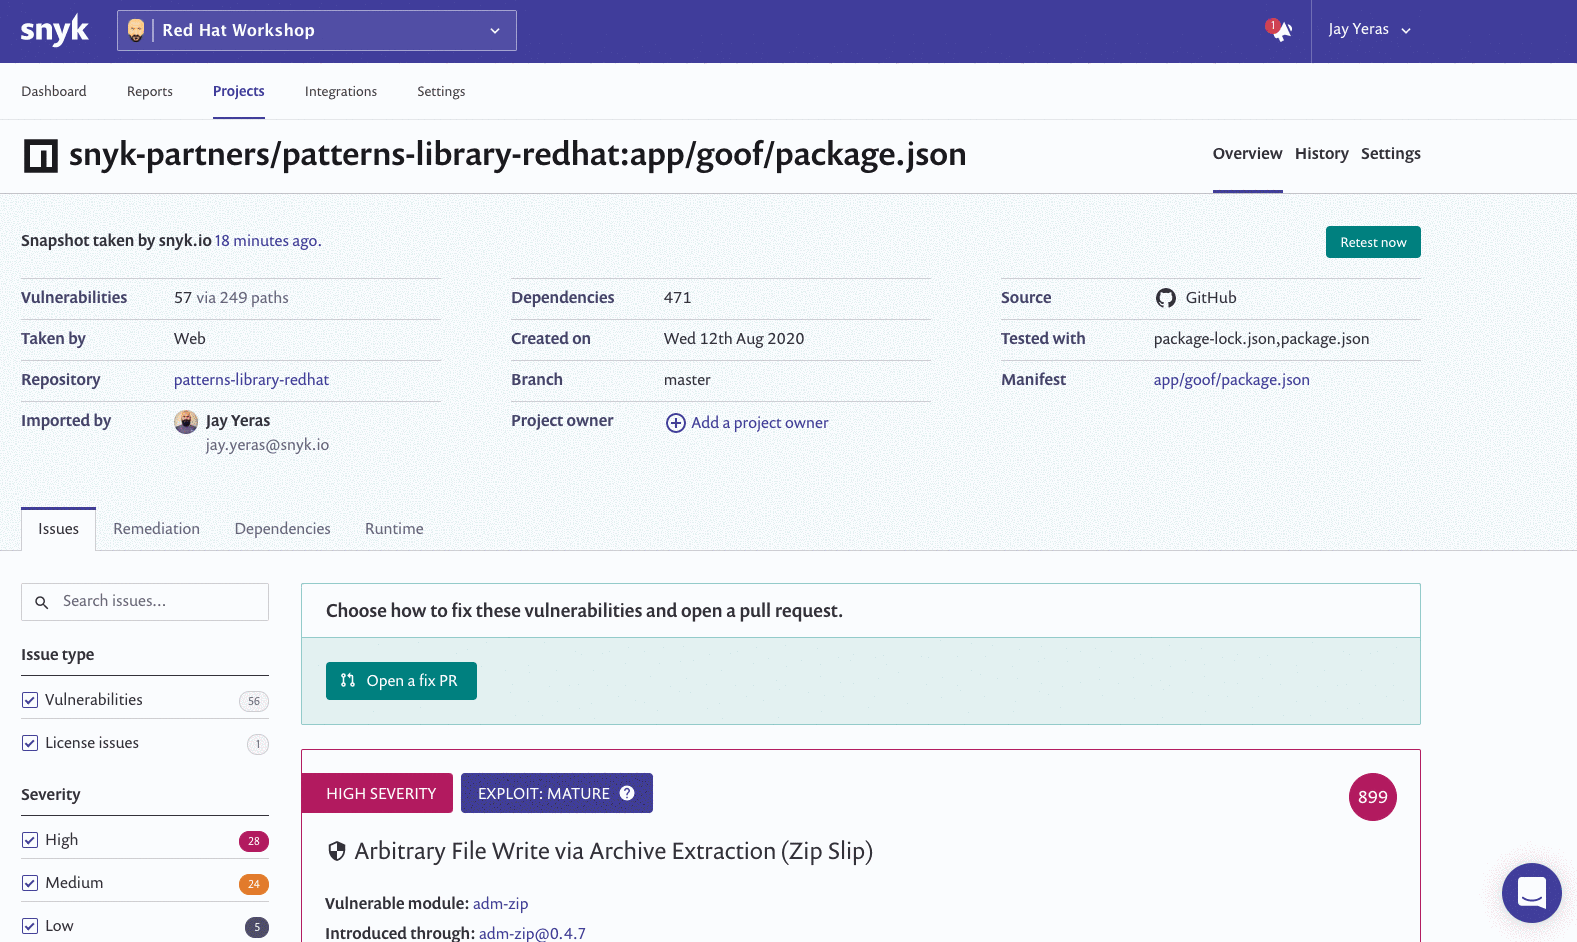 snyk
Red Hat Workshop
1
Jay Yeras
Dashboard Reports Projects Integrations Settings
snyk-partners/patterns-library-redhat:app/goof/package.json
Overview History Settings
Snapshot taken by snyk.io 18 minutes ago.
Retest now
Vulnerabilities 57 via 249 paths
Dependencies 471
Source GitHub
Taken by Web
Created on Wed 12th Aug 2020
Tested with package-lock.json,package.json
Repository patterns-library-redhat
Branch master
Manifest app/goof/package.json
Imported by Jay Yeras
jay.yeras@snyk.io
Project owner Add a project owner
Issues Remediation Dependencies Runtime
Search issues...
Issue type
Vulnerabilities 56
License issues 1
Severity
High 28
Medium 24
Low 5
Choose how to fix these vulnerabilities and open a pull request.
Open a fix PR
HIGH SEVERITY
EXPLOIT: MATURE ?
899
Arbitrary File Write via Archive Extraction (Zip Slip)
Vulnerable module: adm-zip
Introduced through: adm-zip@0.4.7